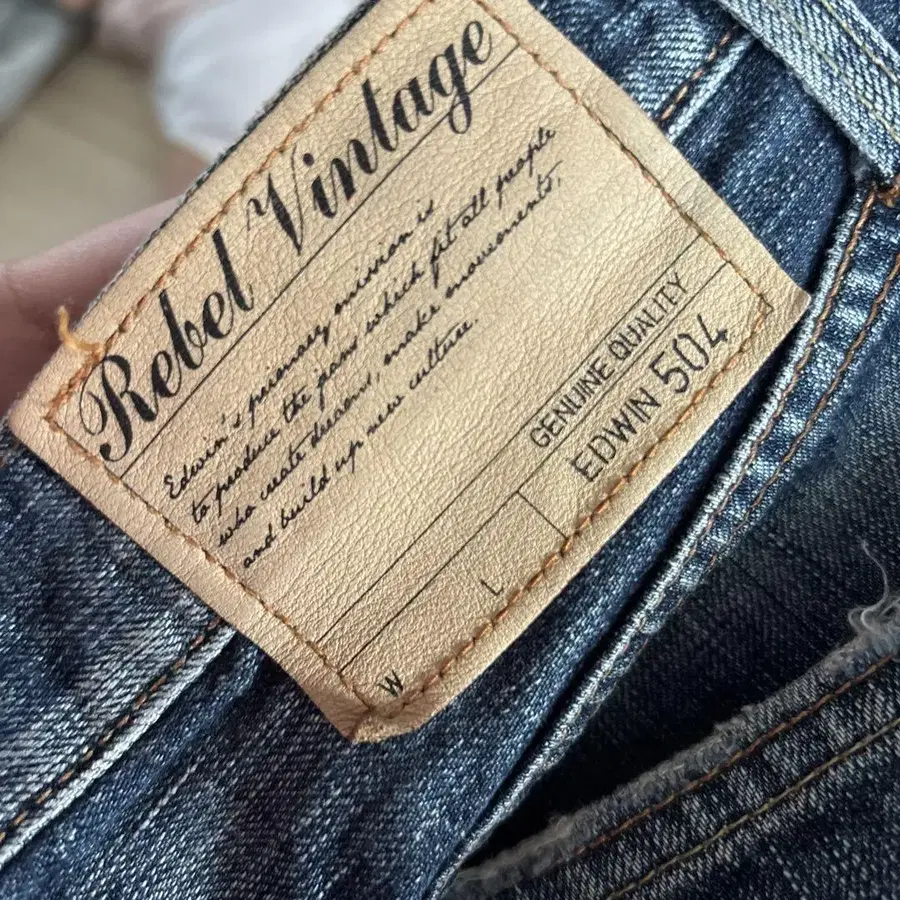 Rebel Vintage
Edwin's primary mission is
to produce the jeans which fit all people
who create dreams, make movements,
and build up new culture.
GENUINE QUALITY
EDWIN 504
L
W